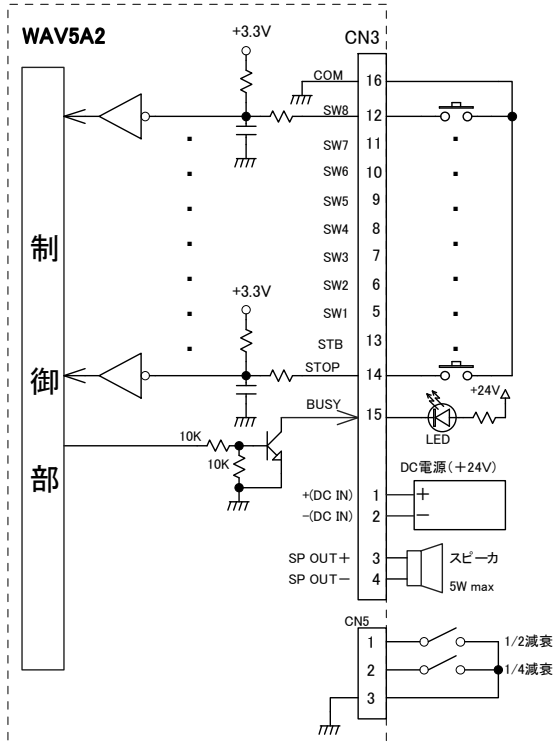 WAV5A2
+3.3V
CN3
COM 16
SW8 12
SW7 11
SW6 10
SW5 9
SW4 8
SW3 7
SW2 6
SW1 5
+3.3V
STB 13
STOP 14
BUSY 15
+24V
LED
10K
10K
制
御
部
DC電源(+24V)
+(DC IN) 1 +
-(DC IN) 2 -
SP OUT+ 3
SP OUT- 4
スピーカ
5W max
CN5
1 1/2減衰
2 1/4減衰
3